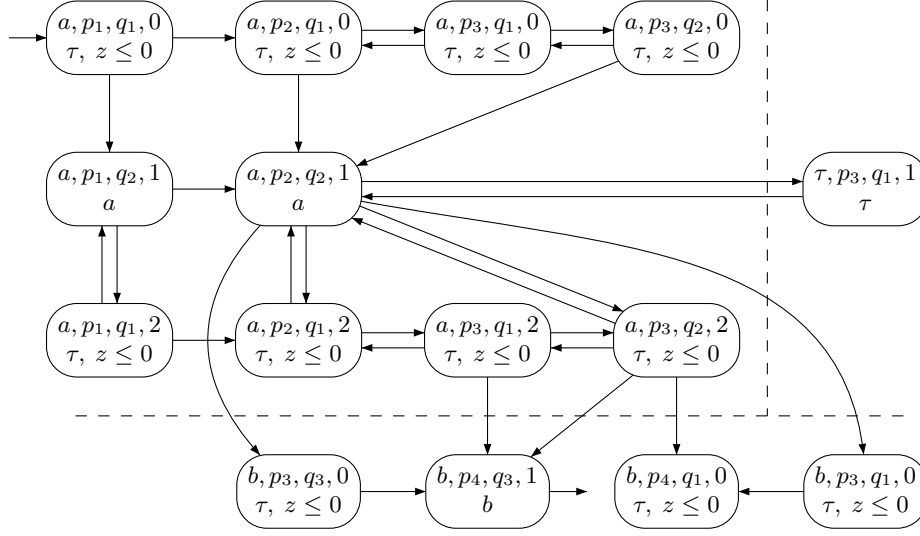 a, p₁, q₁, 0
τ, z ≤ 0
a, p₂, q₁, 0
τ, z ≤ 0
a, p₃, q₁, 0
τ, z ≤ 0
a, p₃, q₂, 0
τ, z ≤ 0
a, p₁, q₂, 1
a
a, p₂, q₂, 1
a
τ, p₃, q₁, 1
τ
a, p₁, q₁, 2
τ, z ≤ 0
a, p₂, q₁, 2
τ, z ≤ 0
a, p₃, q₁, 2
τ, z ≤ 0
a, p₃, q₂, 2
τ, z ≤ 0
b, p₃, q₃, 0
τ, z ≤ 0
b, p₄, q₃, 1
b
b, p₄, q₁, 0
τ, z ≤ 0
b, p₃, q₁, 0
τ, z ≤ 0